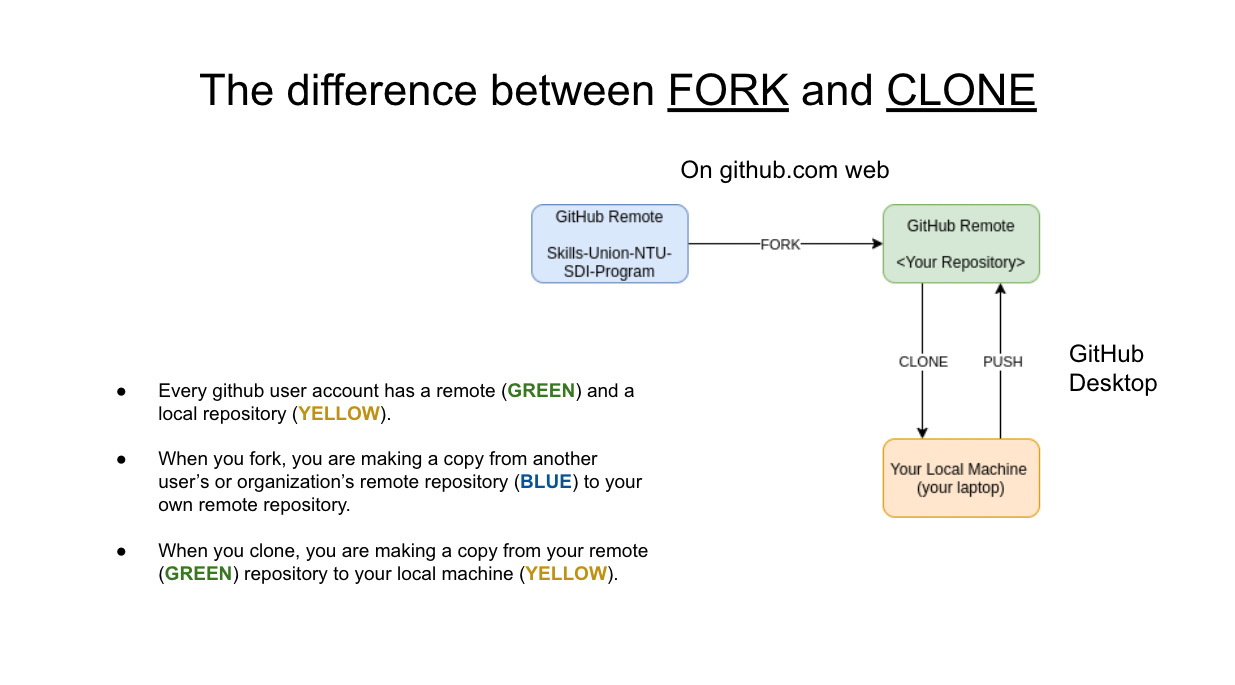 The difference between FORK and CLONE
On github.com web
GitHub Remote
Skills-Union-NTU-
SDI-Program
FORK
GitHub Remote
<Your Repository>
CLONE
PUSH
GitHub
Desktop
Your Local Machine
(your laptop)
● Every github user account has a remote (GREEN) and a
local repository (YELLOW).
● When you fork, you are making a copy from another
user’s or organization’s remote repository (BLUE) to your
own remote repository.
● When you clone, you are making a copy from your remote
(GREEN) repository to your local machine (YELLOW).